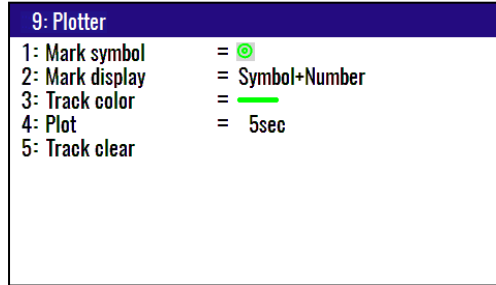 9: Plotter
1: Mark symbol =
2: Mark display = Symbol+Number
3: Track color =
4: Plot = 5sec
5: Track clear